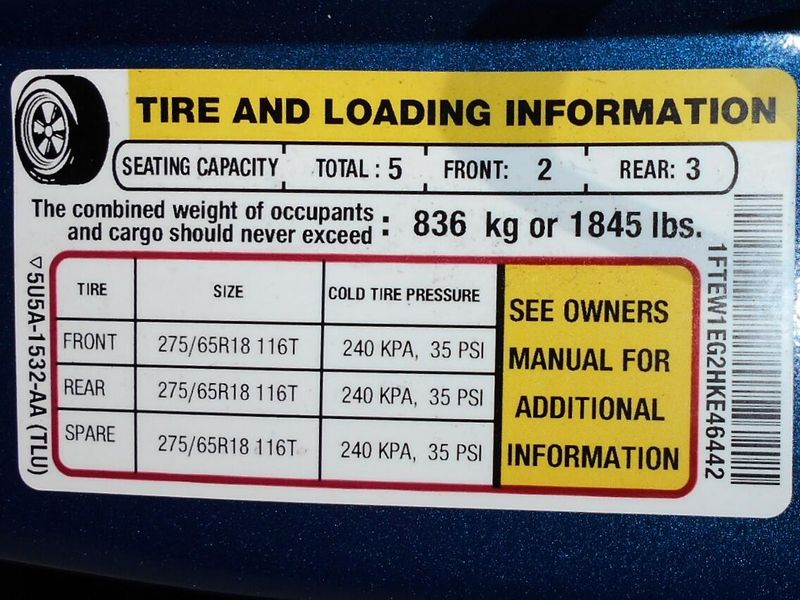 TIRE AND LOADING INFORMATION
SEATING CAPACITY TOTAL : 5 FRONT: 2 REAR: 3
The combined weight of occupants and cargo should never exceed : 836 kg or 1845 lbs.
TIRE SIZE COLD TIRE PRESSURE
FRONT 275/65R18 116T 240 KPA, 35 PSI
REAR 275/65R18 116T 240 KPA, 35 PSI
SPARE 275/65R18 116T 240 KPA, 35 PSI
SEE OWNERS
MANUAL FOR
ADDITIONAL
INFORMATION
▽5U5A-1532-AA (TLU)
1FTEW1EG2HKE46442